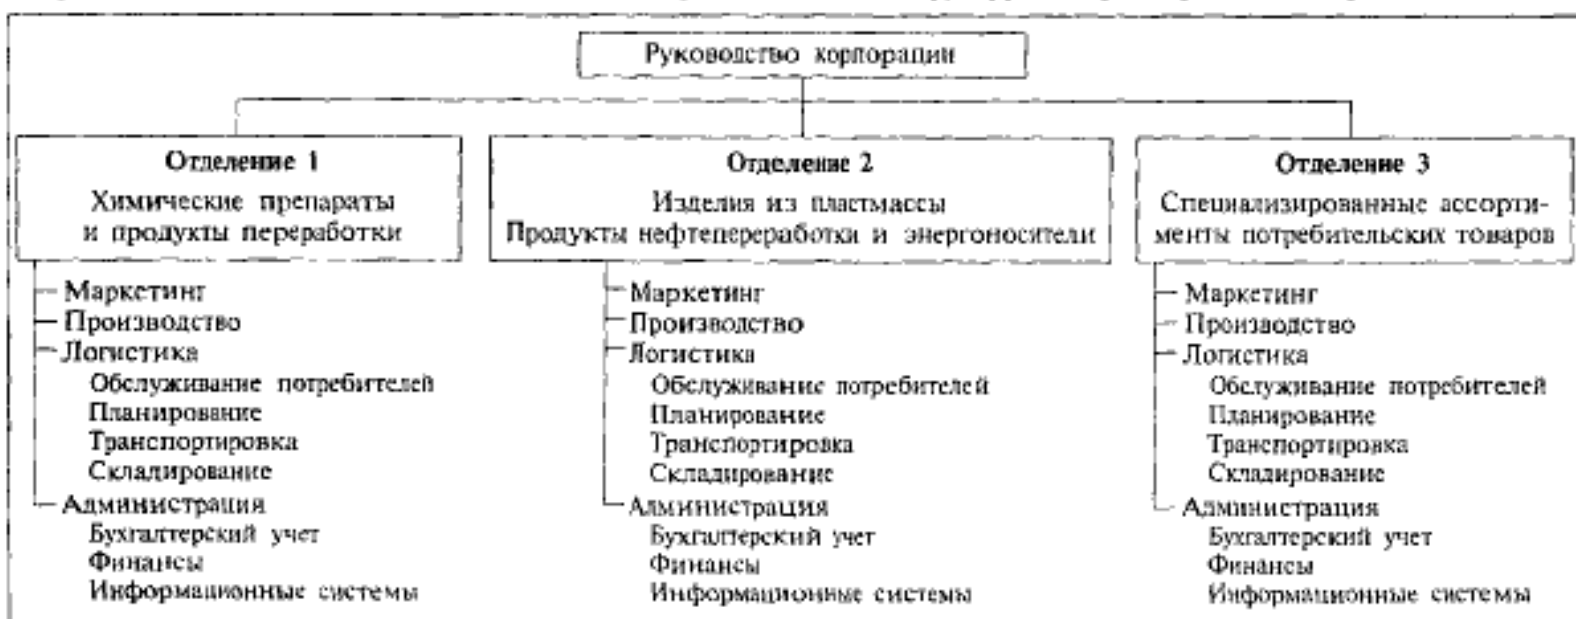 Руководство корпорации
Отделение 1
Химические препараты
и продукты переработки
Маркетинг
Производство
Логистика
Обслуживание потребителей
Планирование
Транспортировка
Складирование
Администрация
Бухгалтерский учет
Финансы
Информационные системы
Отделение 2
Изделия из пластмассы
Продукты нефтепереработки и энергоносители
Маркетинг
Производство
Логистика
Обслуживание потребителей
Планирование
Транспортировка
Складирование
Администрация
Бухгалтерский учет
Финансы
Информационные системы
Отделение 3
Специализированные ассорти-
менты потребительских товаров
Маркетинг
Производство
Логистика
Обслуживание потребителей
Планирование
Транспортировка
Складирование
Администрация
Бухгалтерский учет
Финансы
Информационные системы